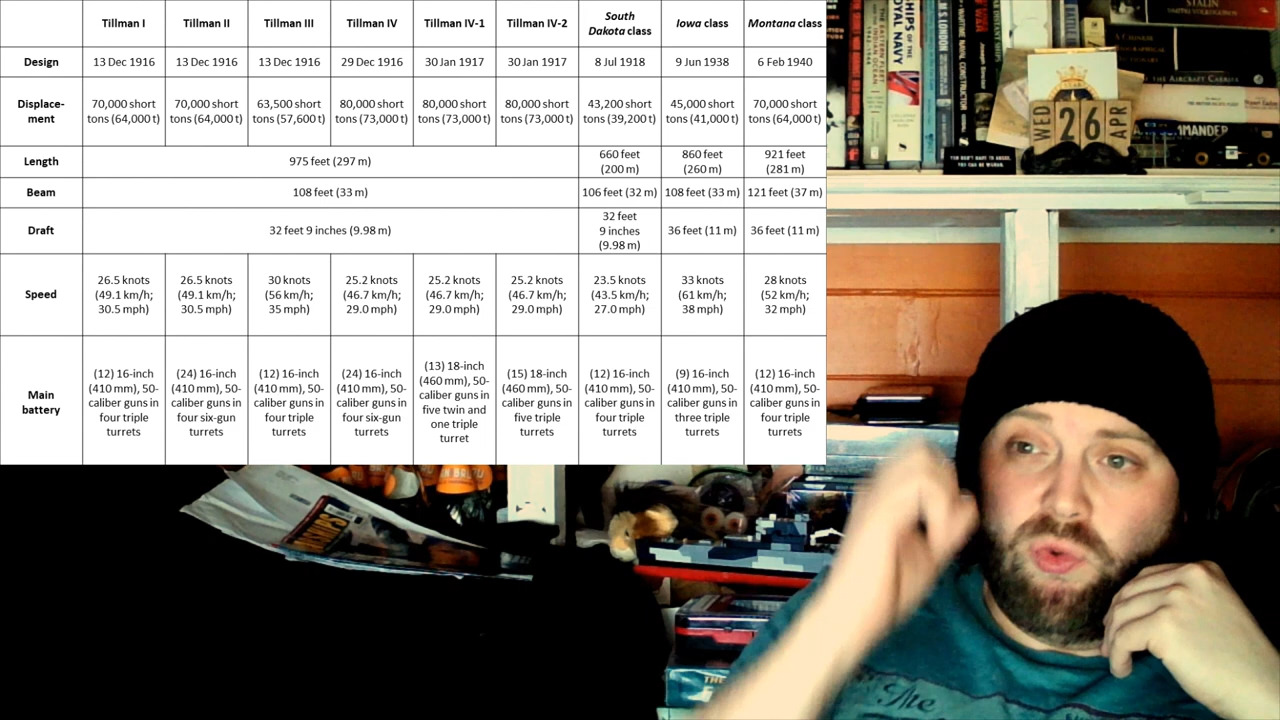 Tillman I Tillman II Tillman III Tillman IV Tillman IV-1 Tillman IV-2 South Dakota class Iowa class Montana class
Design 13 Dec 1916 13 Dec 1916 13 Dec 1916 29 Dec 1916 30 Jan 1917 30 Jan 1917 8 Jul 1918 9 Jun 1938 6 Feb 1940
Displace-
ment
70,000 short
tons (64,000 t)
70,000 short
tons (64,000 t)
63,500 short
tons (57,600 t)
80,000 short
tons (73,000 t)
80,000 short
tons (73,000 t)
80,000 short
tons (73,000 t)
43,200 short
tons (39,200 t)
45,000 short
tons (41,000 t)
70,000 short
tons (64,000 t)
Length 975 feet (297 m)
660 feet
(200 m)
860 feet
(260 m)
921 feet
(281 m)
Beam 108 feet (33 m) 106 feet (32 m) 108 feet (33 m) 121 feet (37 m)
Draft 32 feet 9 inches (9.98 m)
32 feet
9 inches
(9.98 m)
36 feet (11 m) 36 feet (11 m)
Speed
26.5 knots
(49.1 km/h;
30.5 mph)
26.5 knots
(49.1 km/h;
30.5 mph)
30 knots
(56 km/h;
35 mph)
25.2 knots
(46.7 km/h;
29.0 mph)
25.2 knots
(46.7 km/h;
29.0 mph)
25.2 knots
(46.7 km/h;
29.0 mph)
23.5 knots
(43.5 km/h;
27.0 mph)
33 knots
(61 km/h;
38 mph)
28 knots
(52 km/h;
32 mph)
Main
battery
(12) 16-inch
(410 mm), 50-
caliber guns in
four triple
turrets
(24) 16-inch
(410 mm), 50-
caliber guns in
four six-gun
turrets
(12) 16-inch
(410 mm), 50-
caliber guns in
four triple
turrets
(24) 16-inch
(410 mm), 50-
caliber guns in
four six-gun
turrets
(13) 18-inch
(460 mm), 50-
caliber guns in
five twin and
one triple
turret
(15) 18-inch
(460 mm), 50-
caliber guns in
five triple
turrets
(12) 16-inch
(410 mm), 50-
caliber guns in
four triple
turrets
(9) 16-inch
(410 mm), 50-
caliber guns in
three triple
turrets
(12) 16-inch
(410 mm), 50-
caliber guns in
four triple
turrets
STALIN
THE AIRCRAFT CARRIER
COMMANDER
WED 26 APR
WARSHIPS
THE
Me